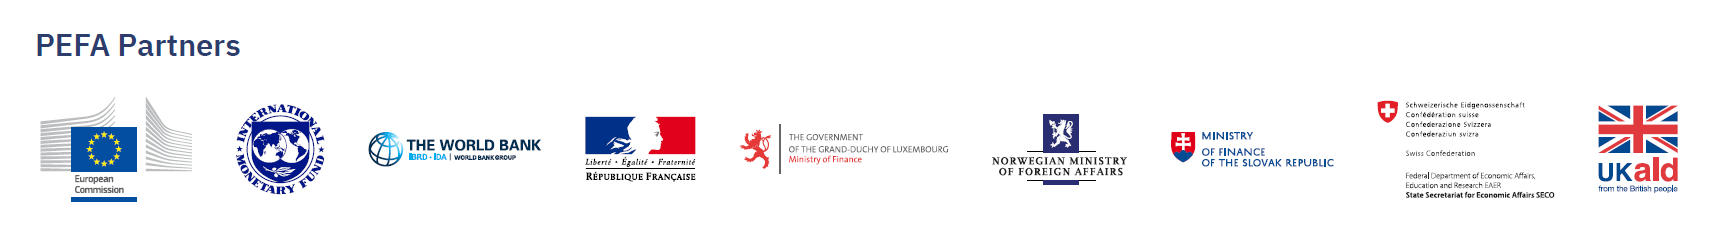 PEFA Partners
European
Commission
INTERNATIONAL
MONETARY FUND
THE WORLD BANK
IBRD • IDA | WORLD BANK GROUP
Liberté • Égalité • Fraternité
RÉPUBLIQUE FRANÇAISE
THE GOVERNMENT
OF THE GRAND-DUCHY OF LUXEMBOURG
Ministry of Finance
NORWEGIAN MINISTRY
OF FOREIGN AFFAIRS
MINISTRY
OF FINANCE
OF THE SLOVAK REPUBLIC
Schweizerische Eidgenossenschaft
Confédération suisse
Confederazione Svizzera
Confederaziun svizra
Swiss Confederation
Federal Department of Economic Affairs,
Education and Research EAER
State Secretariat for Economic Affairs SECO
UKaid
from the British people